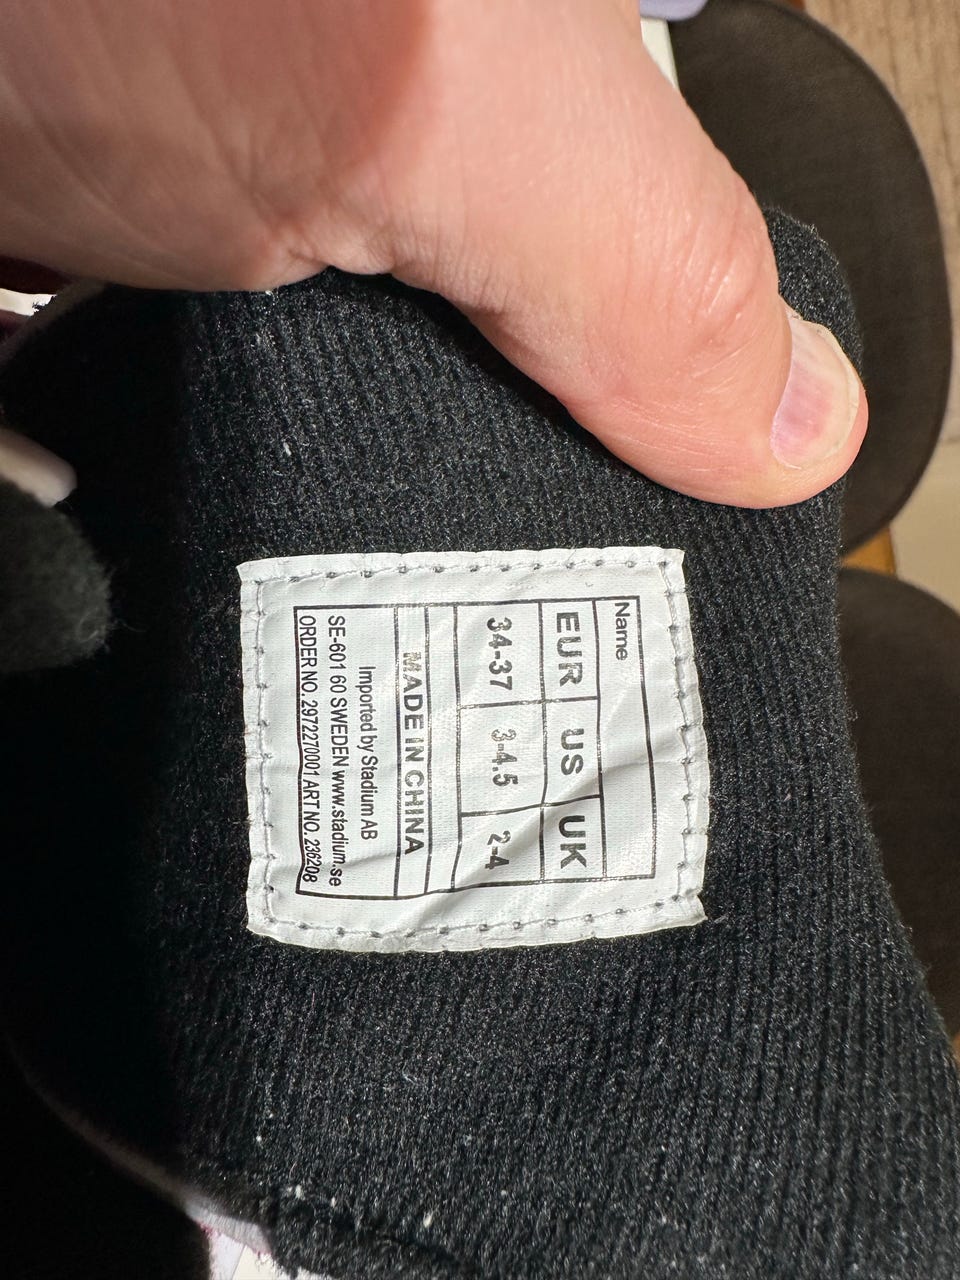 Name
EUR US UK
34-37 3-4.5 2-4
MADE IN CHINA
Imported by Stadium AB
SE-601 60 SWEDEN www.stadium.se
ORDER NO. 2972270001 ART NO. 236208